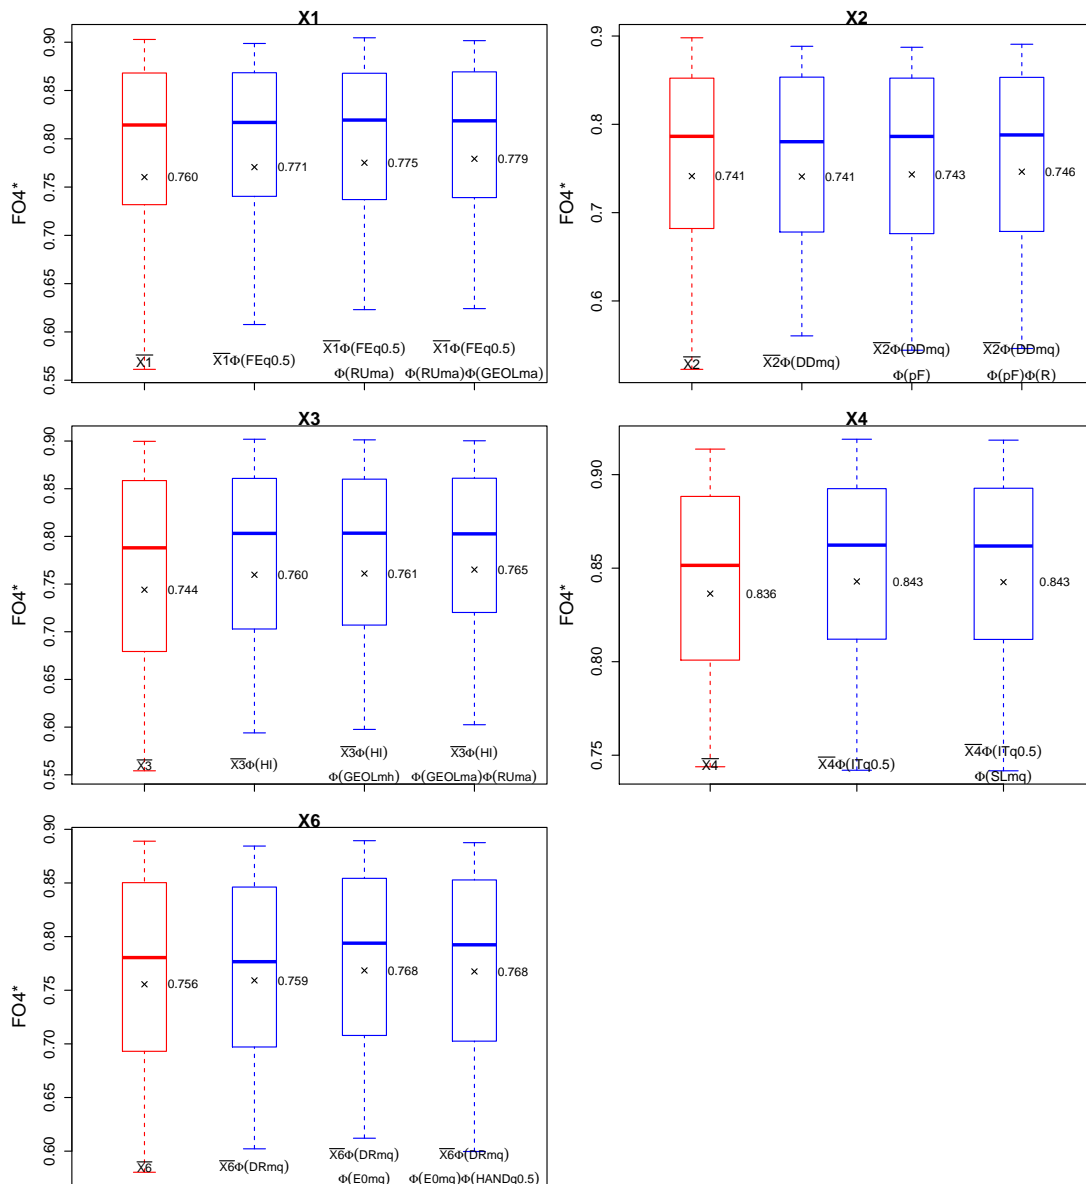 X1
FO4*
0.90
0.85
0.80
0.75
0.70
0.65
0.60
0.55
0.760
0.771
0.775
0.779
X1
X1Φ(FEq0.5)
X1Φ(FEq0.5)
Φ(RUma)
X1Φ(FEq0.5)
Φ(RUma)Φ(GEOLma)
X2
FO4*
0.9
0.8
0.7
0.6
0.741
0.741
0.743
0.746
X2
X2Φ(DDmq)
X2Φ(DDmq)
Φ(pF)
X2Φ(DDmq)
Φ(pF)Φ(R)
X3
FO4*
0.90
0.85
0.80
0.75
0.70
0.65
0.60
0.55
0.744
0.760
0.761
0.765
X3
X3Φ(HI)
X3Φ(HI)
Φ(GEOLmh)
X3Φ(HI)
Φ(GEOLma)Φ(RUma)
X4
FO4*
0.90
0.85
0.80
0.75
0.836
0.843
0.843
X4
X4Φ(ITq0.5)
X4Φ(ITq0.5)
Φ(SLmq)
X6
FO4*
0.90
0.85
0.80
0.75
0.70
0.65
0.60
0.756
0.759
0.768
0.768
X6
X6Φ(DRmq)
X6Φ(DRmq)
Φ(E0mq)
X6Φ(DRmq)
Φ(E0mq)Φ(HANDq0.5)